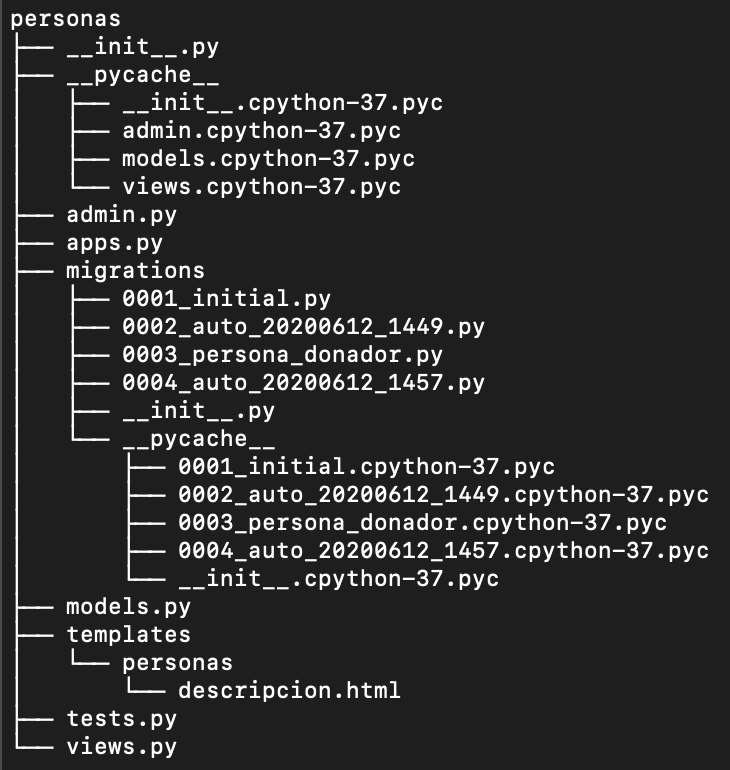 personas
├── __init__.py
├── __pycache__
│   ├── __init__.cpython-37.pyc
│   ├── admin.cpython-37.pyc
│   ├── models.cpython-37.pyc
│   └── views.cpython-37.pyc
├── admin.py
├── apps.py
├── migrations
│   ├── 0001_initial.py
│   ├── 0002_auto_20200612_1449.py
│   ├── 0003_persona_donador.py
│   ├── 0004_auto_20200612_1457.py
│   ├── __init__.py
│   └── __pycache__
│       ├── 0001_initial.cpython-37.pyc
│       ├── 0002_auto_20200612_1449.cpython-37.pyc
│       ├── 0003_persona_donador.cpython-37.pyc
│       ├── 0004_auto_20200612_1457.cpython-37.pyc
│       └── __init__.cpython-37.pyc
├── models.py
├── templates
│   └── personas
│       └── descripcion.html
├── tests.py
└── views.py